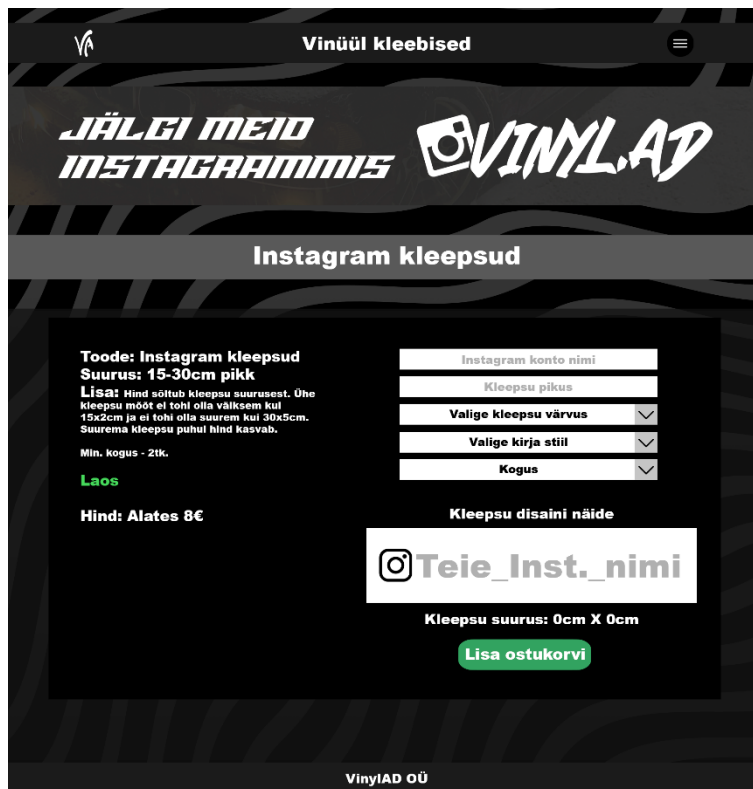 Vinüül kleebised
JÄLGI MEID
INSTAGRAMMIS
VINYL.AD
Instagram kleepsud
Toode: Instagram kleepsud
Suurus: 15-30cm pikk
Lisa: Hind sõltub kleepsu suurusest. Ühe
kleepsu mõõt ei tohi olla väiksem kui
15x2cm ja ei tohi olla suurem kui 30x5cm.
Suurema kleepsu puhul hind kasvab.
Min. kogus - 2tk.
Laos
Hind: Alates 8€
Instagram konto nimi
Kleepsu pikus
Valige kleepsu värvus
Valige kirja stiil
Kogus
Kleepsu disaini näide
Teie_Inst._nimi
Kleepsu suurus: 0cm X 0cm
Lisa ostukorvi
VinylAD OÜ